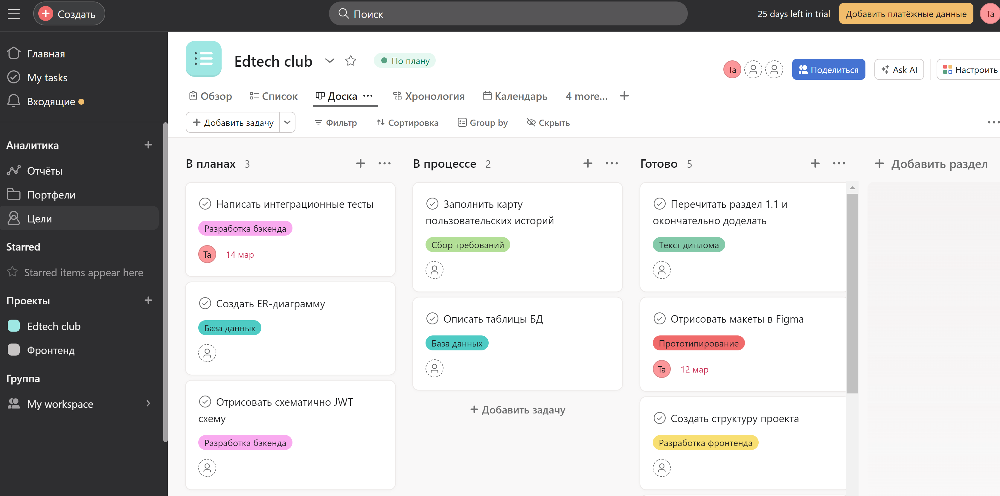 Создать
Поиск
25 days left in trial
Добавить платёжные данные
Ta
Главная
My tasks
Входящие
Аналитика
Отчёты
Портфели
Цели
Starred
Starred items appear here
Проекты
Edtech club
Фронтенд
Группа
My workspace
Edtech club
По плану
Ta
Поделиться
Ask AI
Настроить
Обзор
Список
Доска
Хронология
Календарь
4 more...
Добавить задачу
Фильтр
Сортировка
Group by
Скрыть
В планах 3
Написать интеграционные тесты
Разработка бэкенда
Ta 14 мар
Создать ER-диаграмму
База данных
Отрисовать схематично JWT
схему
Разработка бэкенда
В процессе 2
Заполнить карту
пользовательских историй
Сбор требований
Описать таблицы БД
База данных
Добавить задачу
Готово 5
Перечитать раздел 1.1 и
окончательно доделать
Текст диплома
Отрисовать макеты в Figma
Прототипирование
Ta 12 мар
Создать структуру проекта
Разработка фронтенда
Добавить раздел